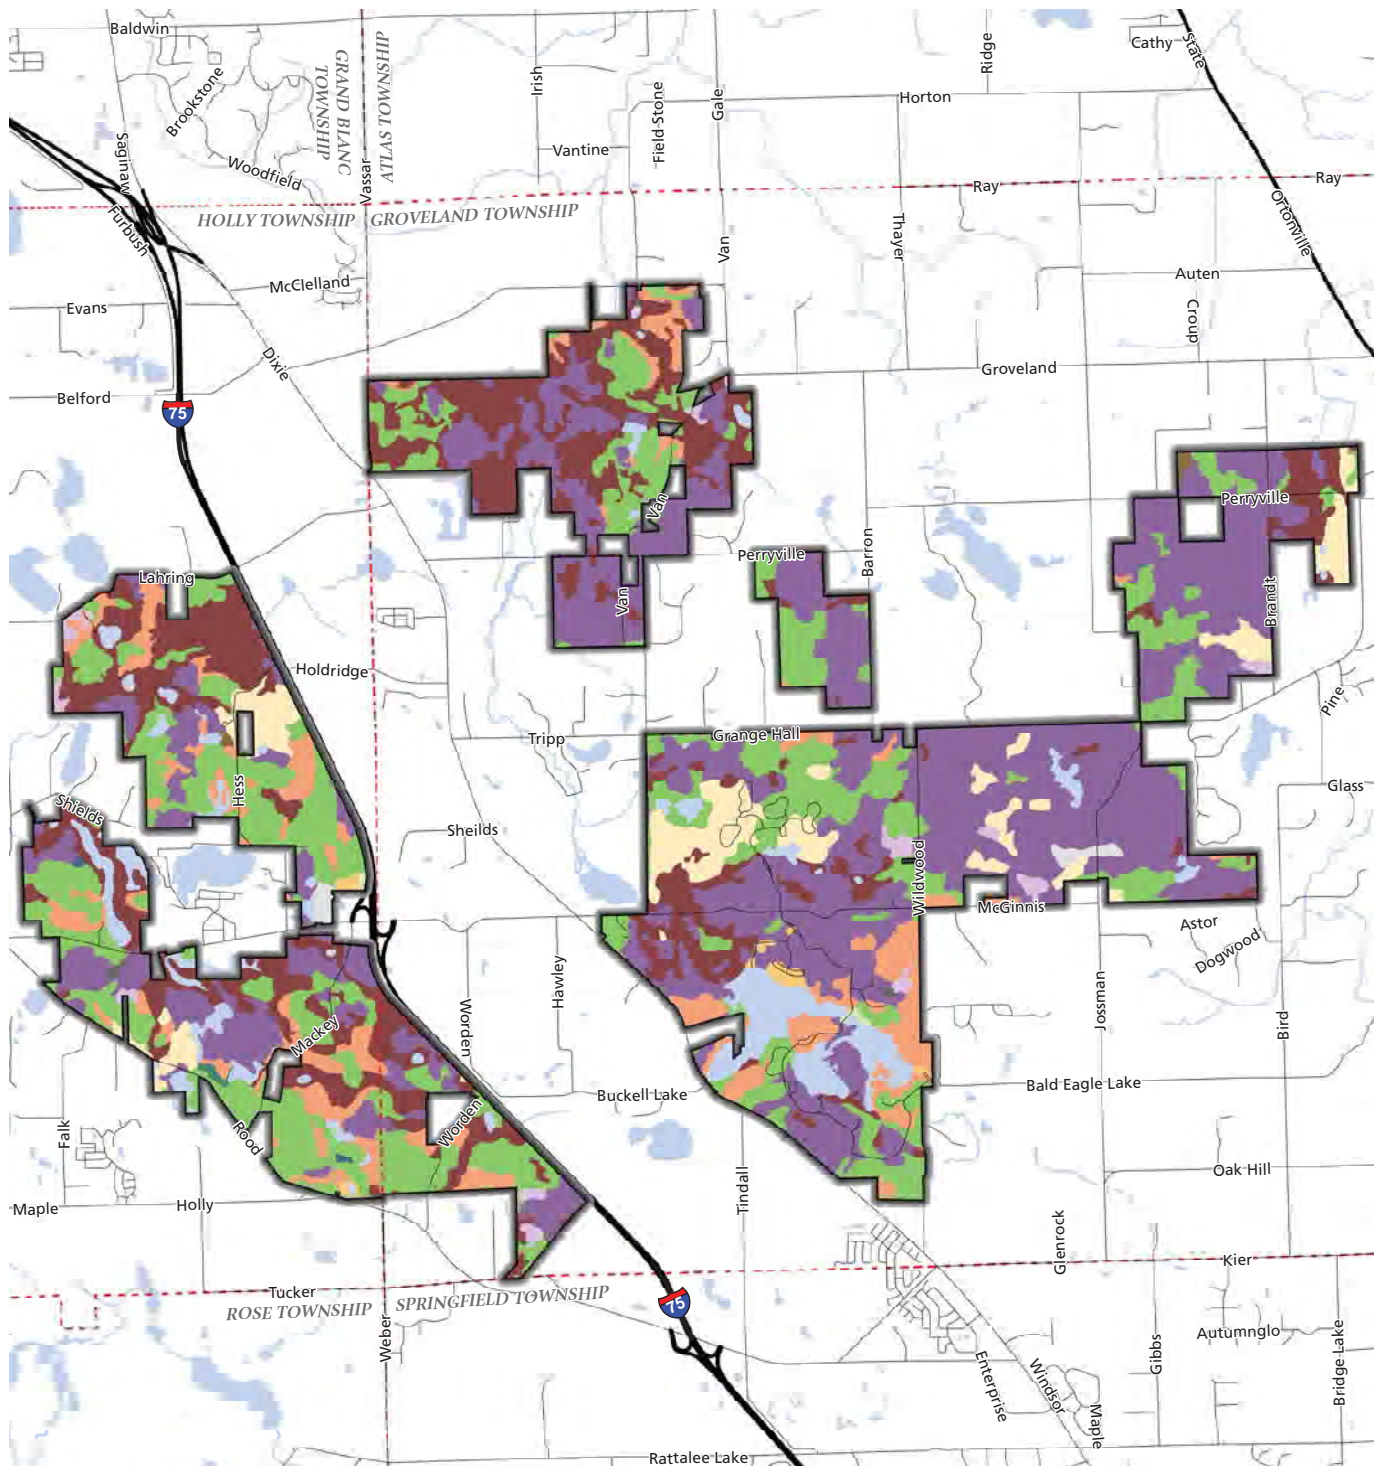 Baldwin
Brookstone
GRAND BLANC
TOWNSHIP
ATLAS TOWNSHIP
Vassar
Irish
Field-Stone
Gale
Ridge
Cathy
State
Horton
Saginaw
Woodfield
Vantine
Ray
Ray
HOLLY TOWNSHIP
GROVELAND TOWNSHIP
Furbush
Van
Thayer
Ortonville
McClelland
Auten
Evans
Croup
Dixie
Groveland
Belford
75
Perryville
Van
Barron
Perryville
Lahring
Van
Brandt
Holdridge
Pine
Tripp
Grange Hall
Hess
Glass
Shields
Sheilds
Wildwood
McGinnis
Astor
Dogwood
Hawley
Jossman
Worden
Bird
Mackey
Bald Eagle Lake
Buckell Lake
Worden
Falk
Rood
Tindall
Oak Hill
Maple
Holly
Glenrock
Kier
Tucker
ROSE TOWNSHIP
SPRINGFIELD TOWNSHIP
75
Weber
Autumnglo
Gibbs
Bridge Lake
Enterprise
Windsor
Maple
Rattalee Lake